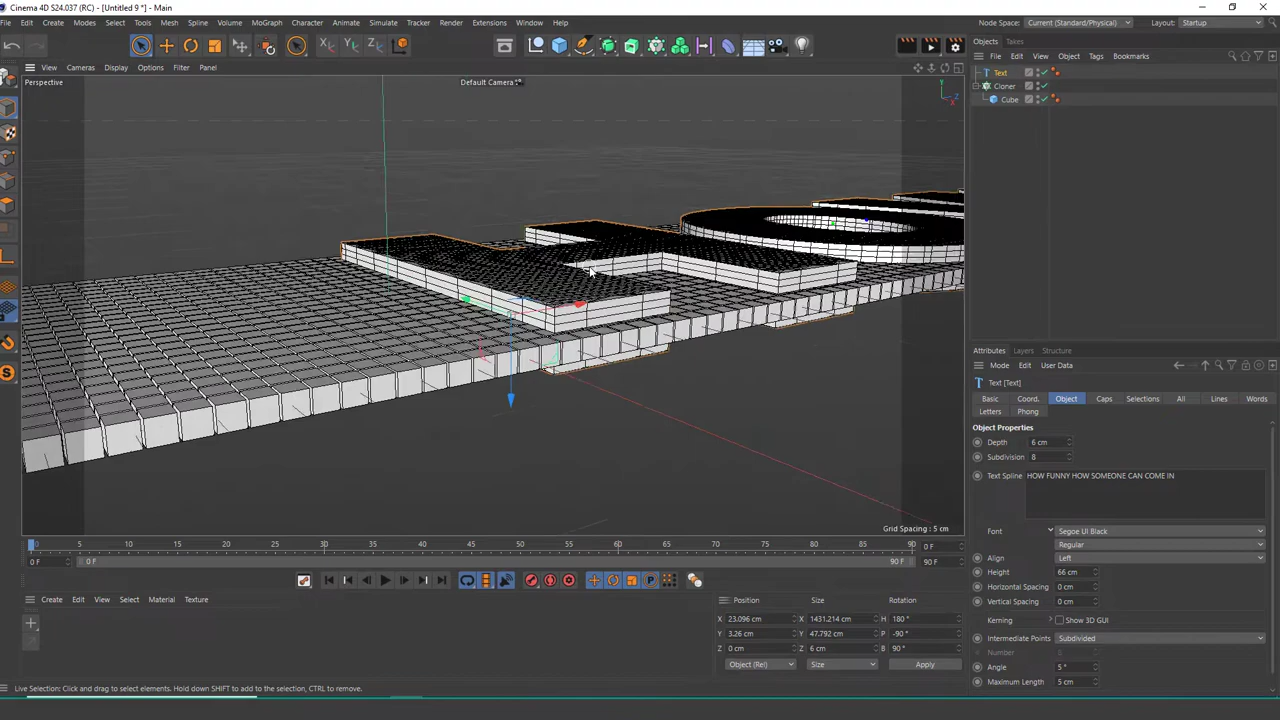 Cinema 4D S24.037 (RC) - [Untitled 9 *] - Main
File Edit Create Modes Select Tools Mesh Spline Volume MoGraph Character Animate Simulate Tracker Render Extensions Window Help
Node Space: Current (Standard/Physical) Layout: Startup
X Y Z
View Cameras Display Options Filter Panel
Perspective
Default Camera
Y
Z
X
Grid Spacing : 5 cm
Objects Takes
File Edit View Object Tags Bookmarks
Text
Cloner
Cube
Attributes Layers Structure
Mode Edit User Data
Text [Text]
Basic Coord. Object Caps Selections All Lines Words
Letters Phong
Object Properties
Depth 6 cm
Subdivision 8
Text Spline HOW FUNNY HOW SOMEONE CAN COME IN
Font Segoe UI Black
Regular
Align Left
Height 66 cm
Horizontal Spacing 0 cm
Vertical Spacing 0 cm
Kerning Show 3D GUI
Intermediate Points Subdivided
Number 8
Angle 5 °
Maximum Length 5 cm
0 5 10 15 20 25 30 35 40 45 50 55 60 65 70 75 80 85 90 0 F
0 F 0 F 90 F 90 F
Create Edit View Select Material Texture
Position Size Rotation
X 23.096 cm X 1431.214 cm H 180 °
Y 3.26 cm Y 47.792 cm P -90 °
Z 0 cm Z 6 cm B 90 °
Object (Rel) Size Apply
Live Selection: Click and drag to select elements. Hold down SHIFT to add to the selection, CTRL to remove.